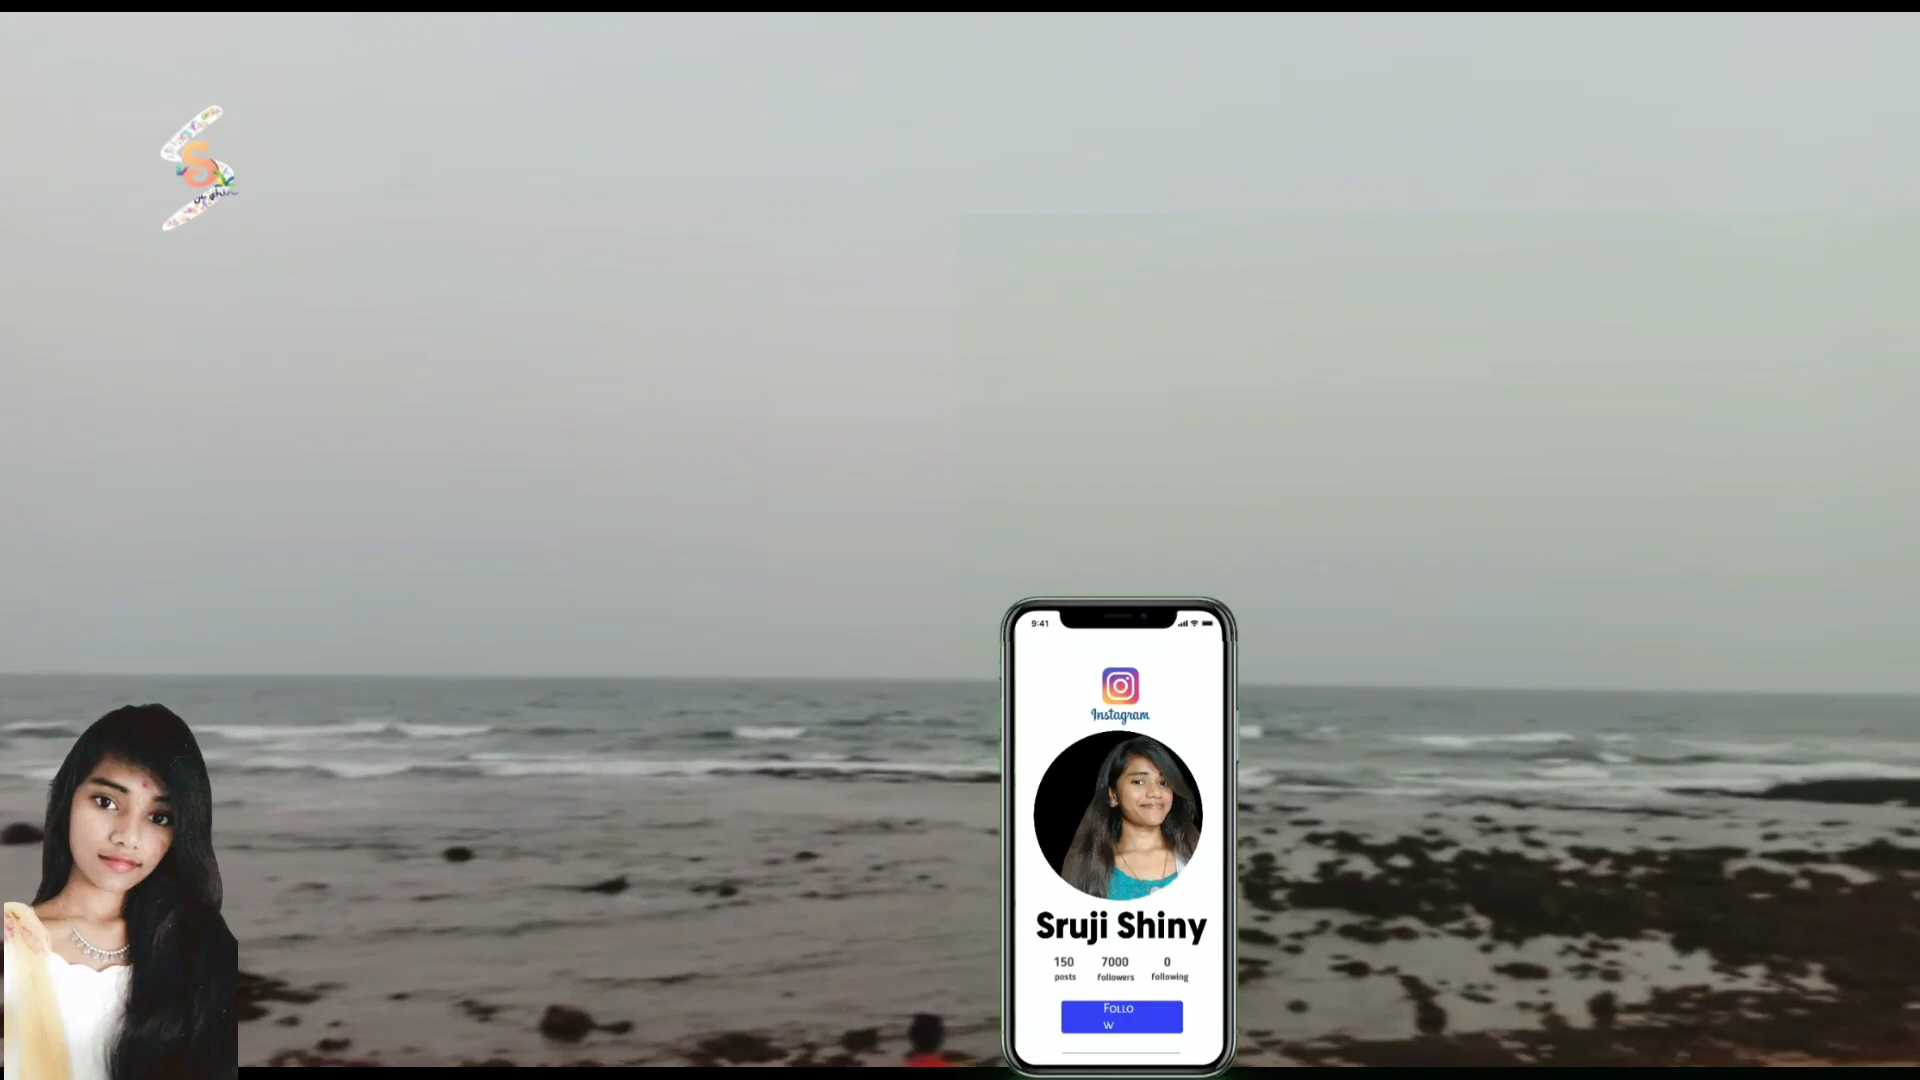 S
9:41
Instagram
Sruji Shiny
150 7000 0
posts followers following
Follo
w